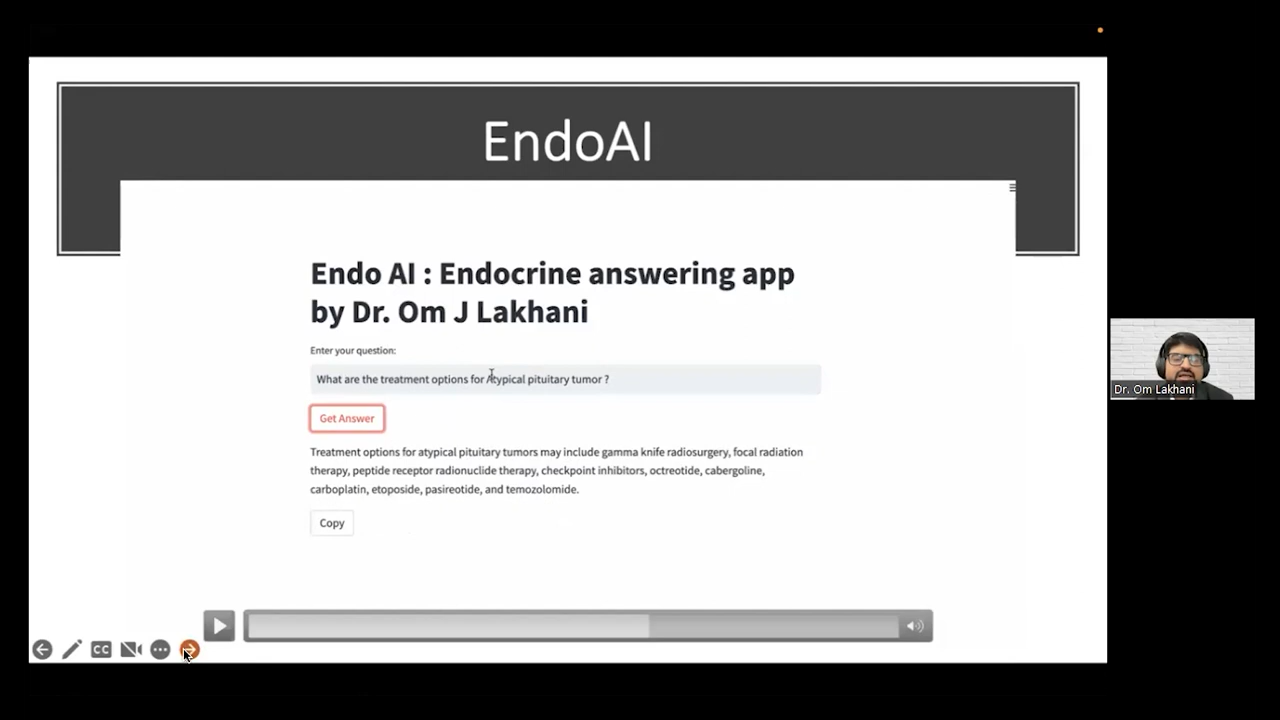 EndoAI
Endo AI : Endocrine answering app
by Dr. Om J Lakhani
Enter your question:
What are the treatment options for Atypical pituitary tumor ?
Get Answer
Treatment options for atypical pituitary tumors may include gamma knife radiosurgery, focal radiation
therapy, peptide receptor radionuclide therapy, checkpoint inhibitors, octreotide, cabergoline,
carboplatin, etoposide, pasireotide, and temozolomide.
Copy
CC
Dr. Om Lakhani